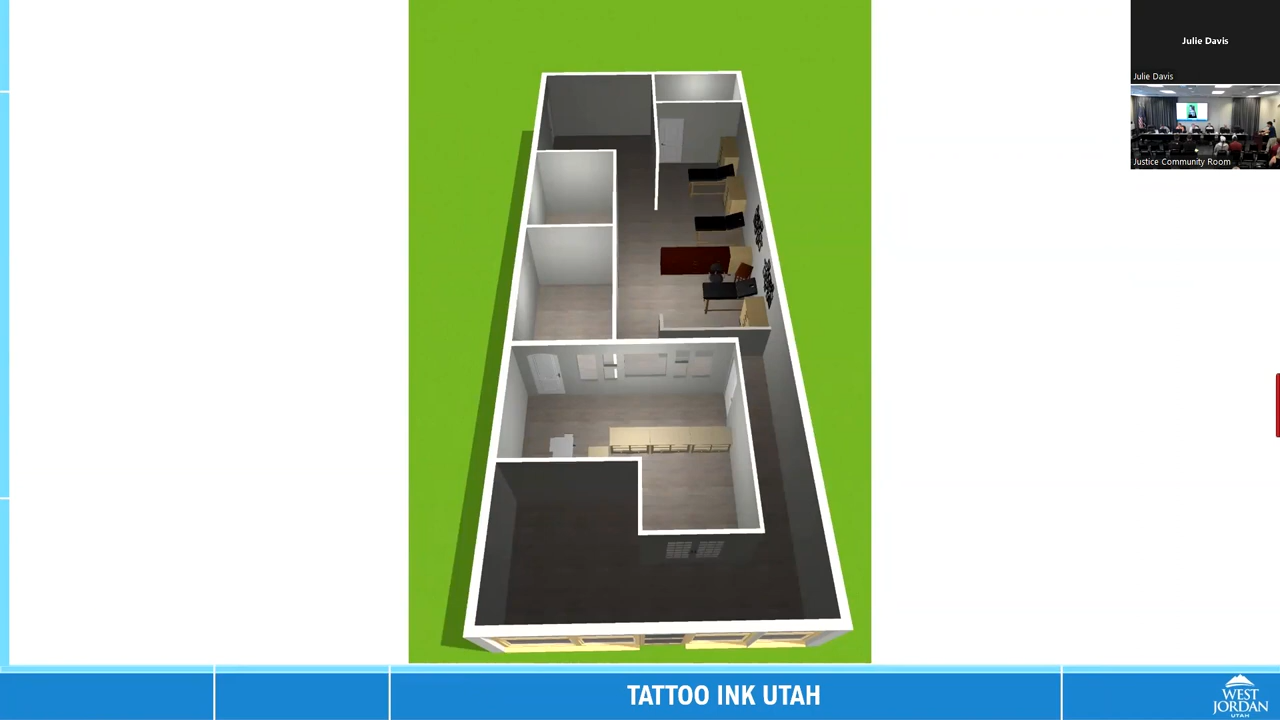 Julie Davis
Julie Davis
Justice Community Room
TATTOO INK UTAH
WEST
JORDAN
UTAH